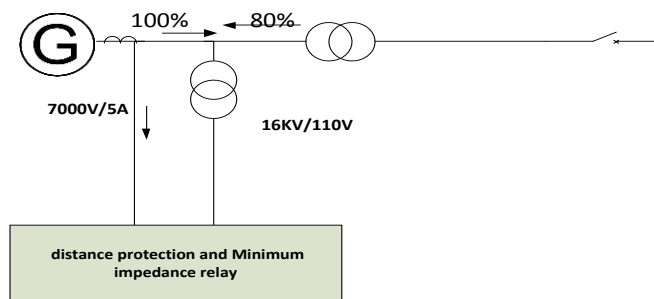 100%
80%
G
7000V/5A
16KV/110V
distance protection and Minimum
impedance relay